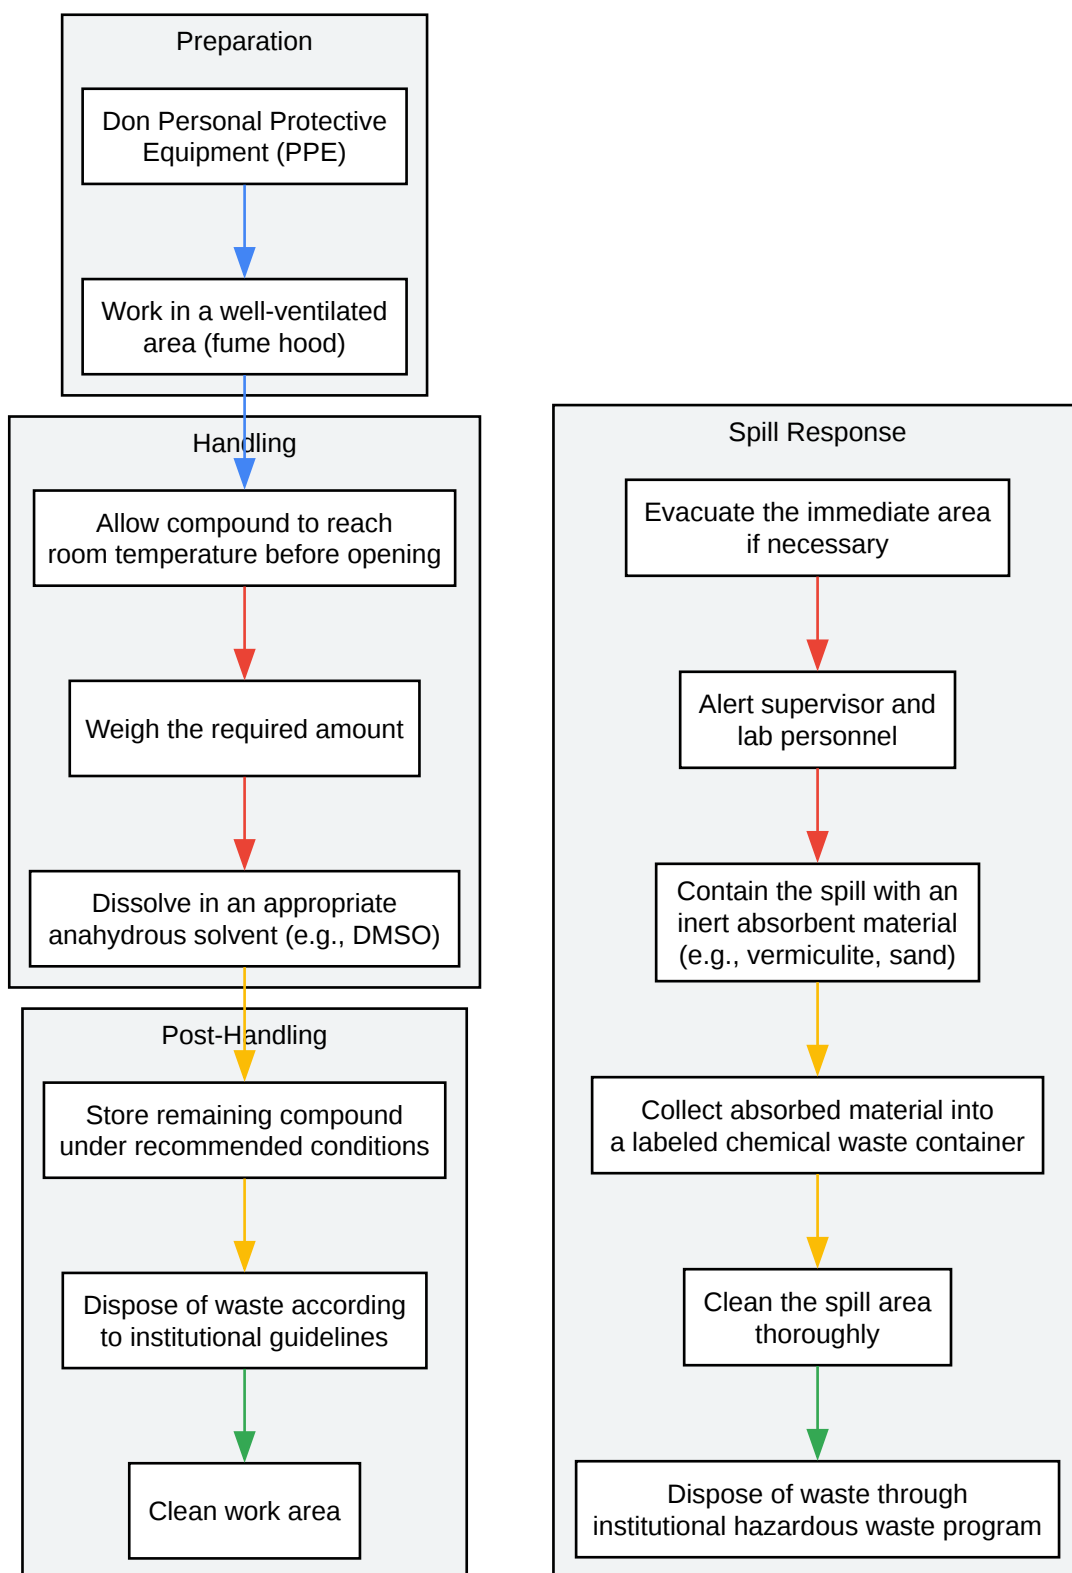 Preparation
Don Personal Protective
Equipment (PPE)
Work in a well-ventilated
area (fume hood)
Handling
Allow compound to reach
room temperature before opening
Weigh the required amount
Dissolve in an appropriate
anahydrous solvent (e.g., DMSO)
Post-Handling
Store remaining compound
under recommended conditions
Dispose of waste according
to institutional guidelines
Clean work area
Spill Response
Evacuate the immediate area
if necessary
Alert supervisor and
lab personnel
Contain the spill with an
inert absorbent material
(e.g., vermiculite, sand)
Collect absorbed material into
a labeled chemical waste container
Clean the spill area
thoroughly
Dispose of waste through
institutional hazardous waste program